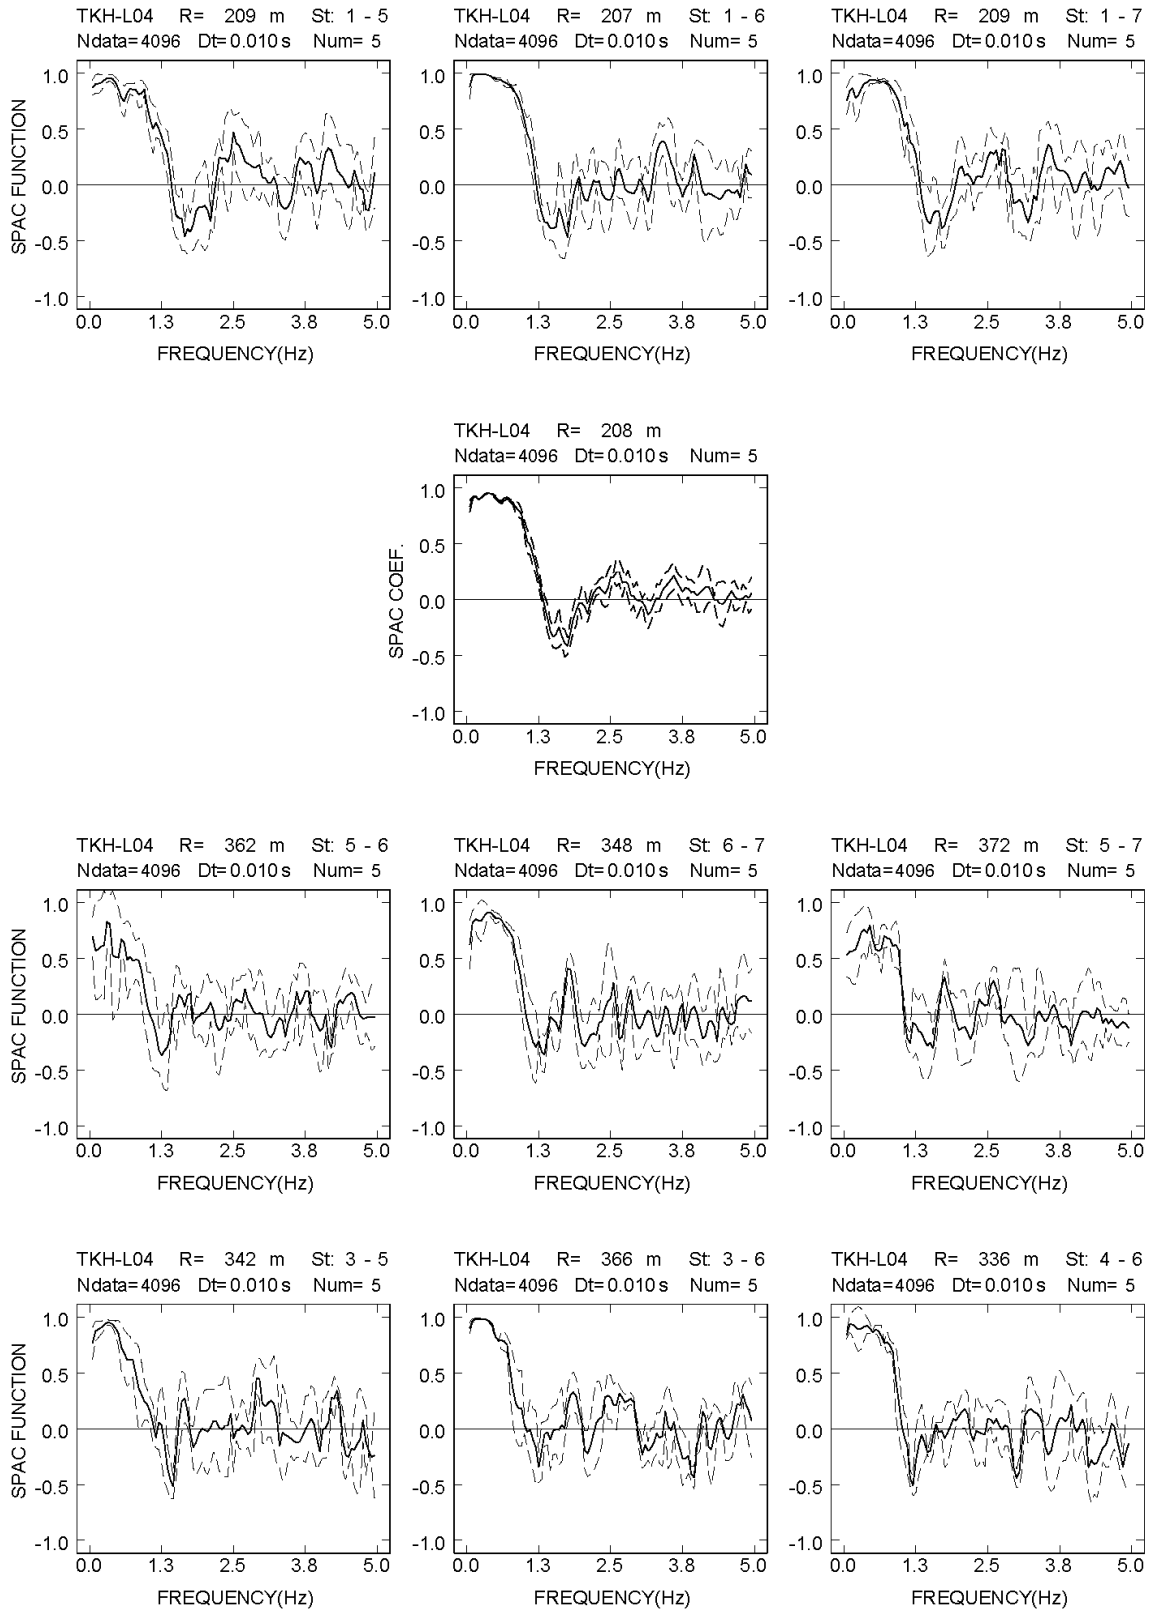 TKH-L04 R= 209 m St: 1 - 5
Ndata=4096 Dt=0.010 s Num= 5
TKH-L04 R= 207 m St: 1 - 6
Ndata=4096 Dt=0.010 s Num= 5
TKH-L04 R= 209 m St: 1 - 7
Ndata=4096 Dt=0.010 s Num= 5
SPAC FUNCTION
1.0
0.5
0.0
-0.5
-1.0
0.0 1.3 2.5 3.8 5.0
FREQUENCY(Hz)
1.0
0.5
0.0
-0.5
-1.0
0.0 1.3 2.5 3.8 5.0
FREQUENCY(Hz)
1.0
0.5
0.0
-0.5
-1.0
0.0 1.3 2.5 3.8 5.0
FREQUENCY(Hz)
TKH-L04 R= 208 m
Ndata=4096 Dt=0.010 s Num= 5
SPAC COEF.
1.0
0.5
0.0
-0.5
-1.0
0.0 1.3 2.5 3.8 5.0
FREQUENCY(Hz)
TKH-L04 R= 362 m St: 5 - 6
Ndata=4096 Dt=0.010 s Num= 5
TKH-L04 R= 348 m St: 6 - 7
Ndata=4096 Dt=0.010 s Num= 5
TKH-L04 R= 372 m St: 5 - 7
Ndata=4096 Dt=0.010 s Num= 5
SPAC FUNCTION
1.0
0.5
0.0
-0.5
-1.0
0.0 1.3 2.5 3.8 5.0
FREQUENCY(Hz)
1.0
0.5
0.0
-0.5
-1.0
0.0 1.3 2.5 3.8 5.0
FREQUENCY(Hz)
1.0
0.5
0.0
-0.5
-1.0
0.0 1.3 2.5 3.8 5.0
FREQUENCY(Hz)
TKH-L04 R= 342 m St: 3 - 5
Ndata=4096 Dt=0.010 s Num= 5
TKH-L04 R= 366 m St: 3 - 6
Ndata=4096 Dt=0.010 s Num= 5
TKH-L04 R= 336 m St: 4 - 6
Ndata=4096 Dt=0.010 s Num= 5
SPAC FUNCTION
1.0
0.5
0.0
-0.5
-1.0
0.0 1.3 2.5 3.8 5.0
FREQUENCY(Hz)
1.0
0.5
0.0
-0.5
-1.0
0.0 1.3 2.5 3.8 5.0
FREQUENCY(Hz)
1.0
0.5
0.0
-0.5
-1.0
0.0 1.3 2.5 3.8 5.0
FREQUENCY(Hz)